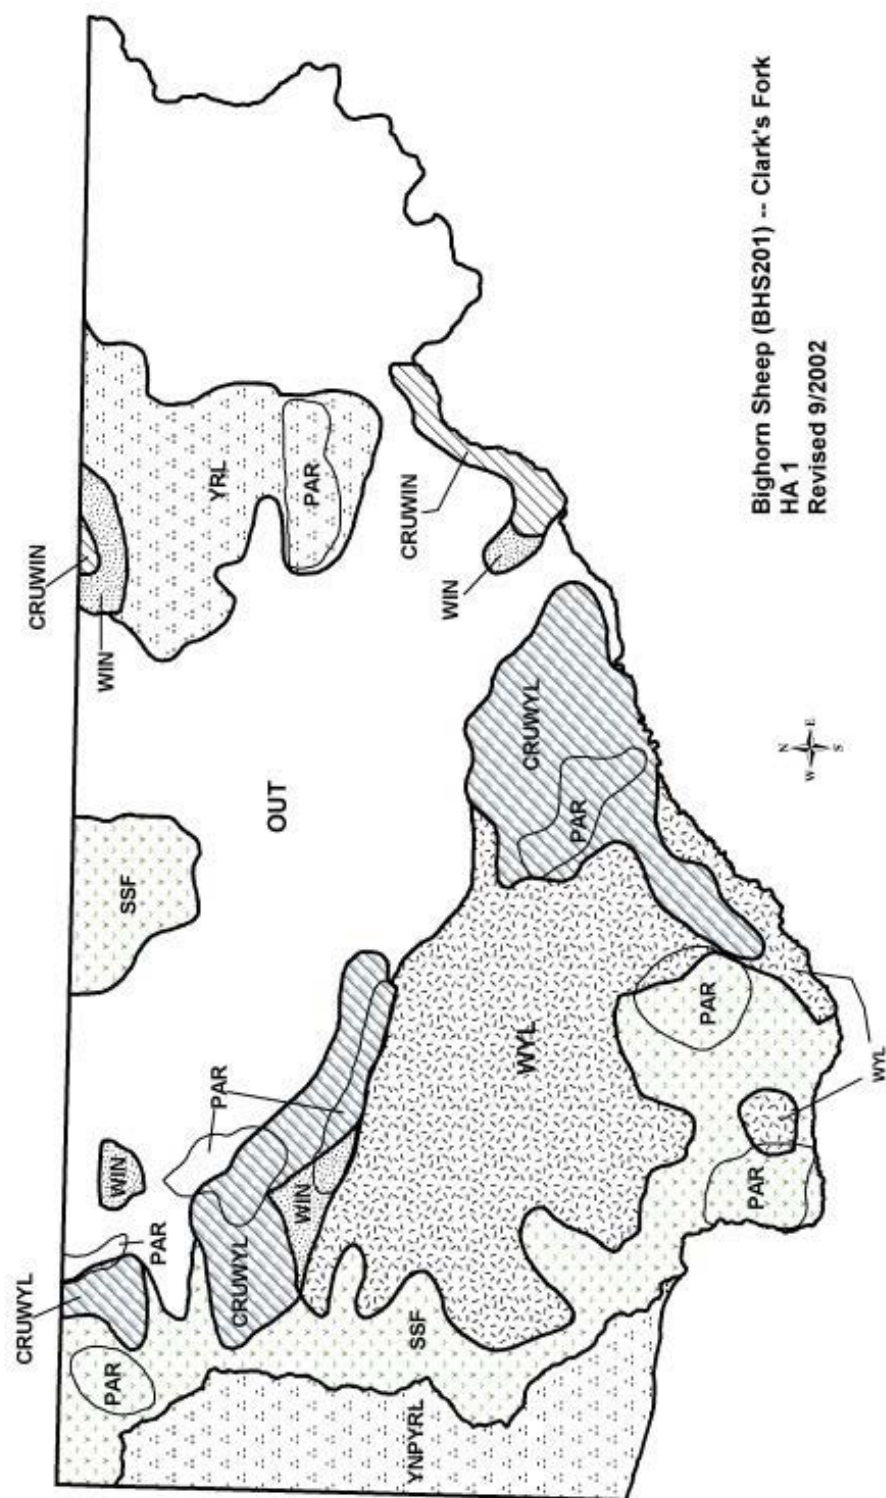 CRUWYL
PAR
PAR
WIN
SSF
WIN
CRUWIN
YNPYRL
SSF
CRUWYL
WIN
PAR
OUT
YRL
PAR
WYL
CRUWIN
WIN
CRUWYL
PAR
PAR
PAR
WYL
N
W
E
S
Bighorn Sheep (BHS201) -- Clark's Fork
HA 1
Revised 9/2002